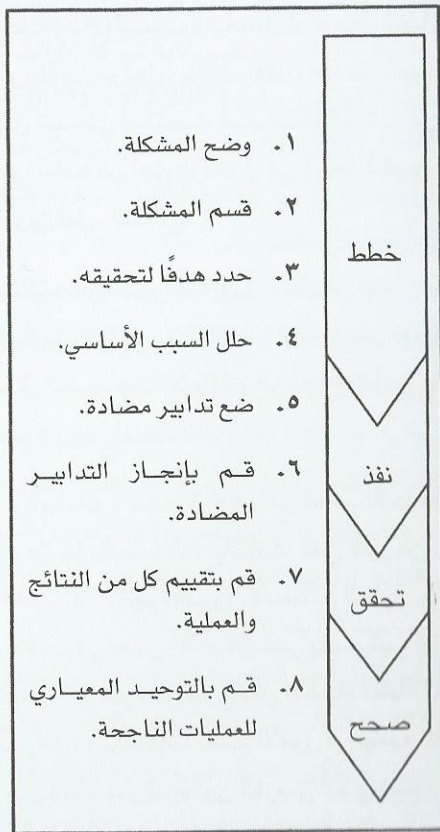 ١. وضح المشكلة.
٢. قسم المشكلة.
خطط
٣. حدد هدفًا لتحقيقه.
٤. حلل السبب الأساسي.
٥. ضع تدابير مضادة.
نفذ
٦. قم بإنجاز التدابير
المضادة.
تحقق
٧. قم بتقييم كل من النتائج
والعملية.
صحح
٨. قم بالتوحيد المعياري
للعمليات الناجحة.